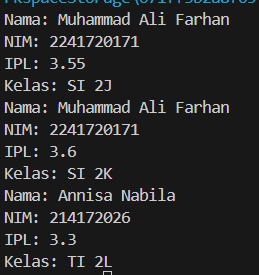 Nama: Muhammad Ali Farhan
NIM: 2241720171
IPL: 3.55
Kelas: SI 2J
Nama: Muhammad Ali Farhan
NIM: 2241720171
IPL: 3.6
Kelas: SI 2K
Nama: Annisa Nabila
NIM: 214172026
IPL: 3.3
Kelas: TI 2L